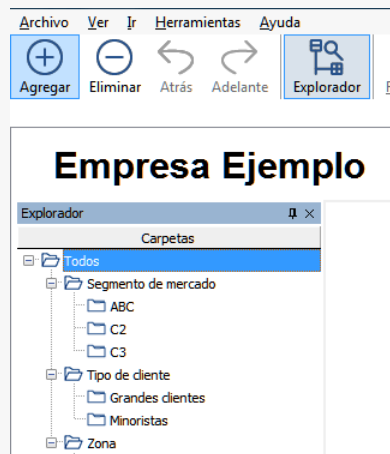 Archivo Ver Ir Herramientas Ayuda
Agregar Eliminar Atrás Adelante Explorador
Empresa Ejemplo
Explorador
Carpetas
Todos
Segmento de mercado
ABC
C2
C3
Tipo de cliente
Grandes clientes
Minoristas
Zona